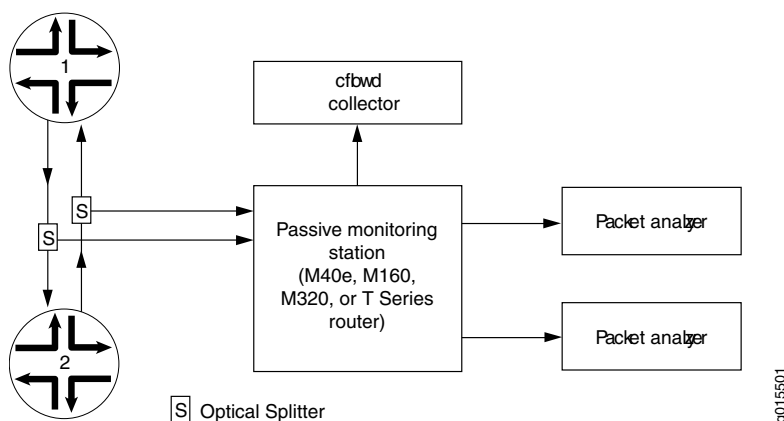 1
cfbwd
collector
S
S
Passive monitoring
station
(M40e, M160,
M320, or T Series
router)
Packet analyzer
Packet analyzer
2
S Optical Splitter
g015501